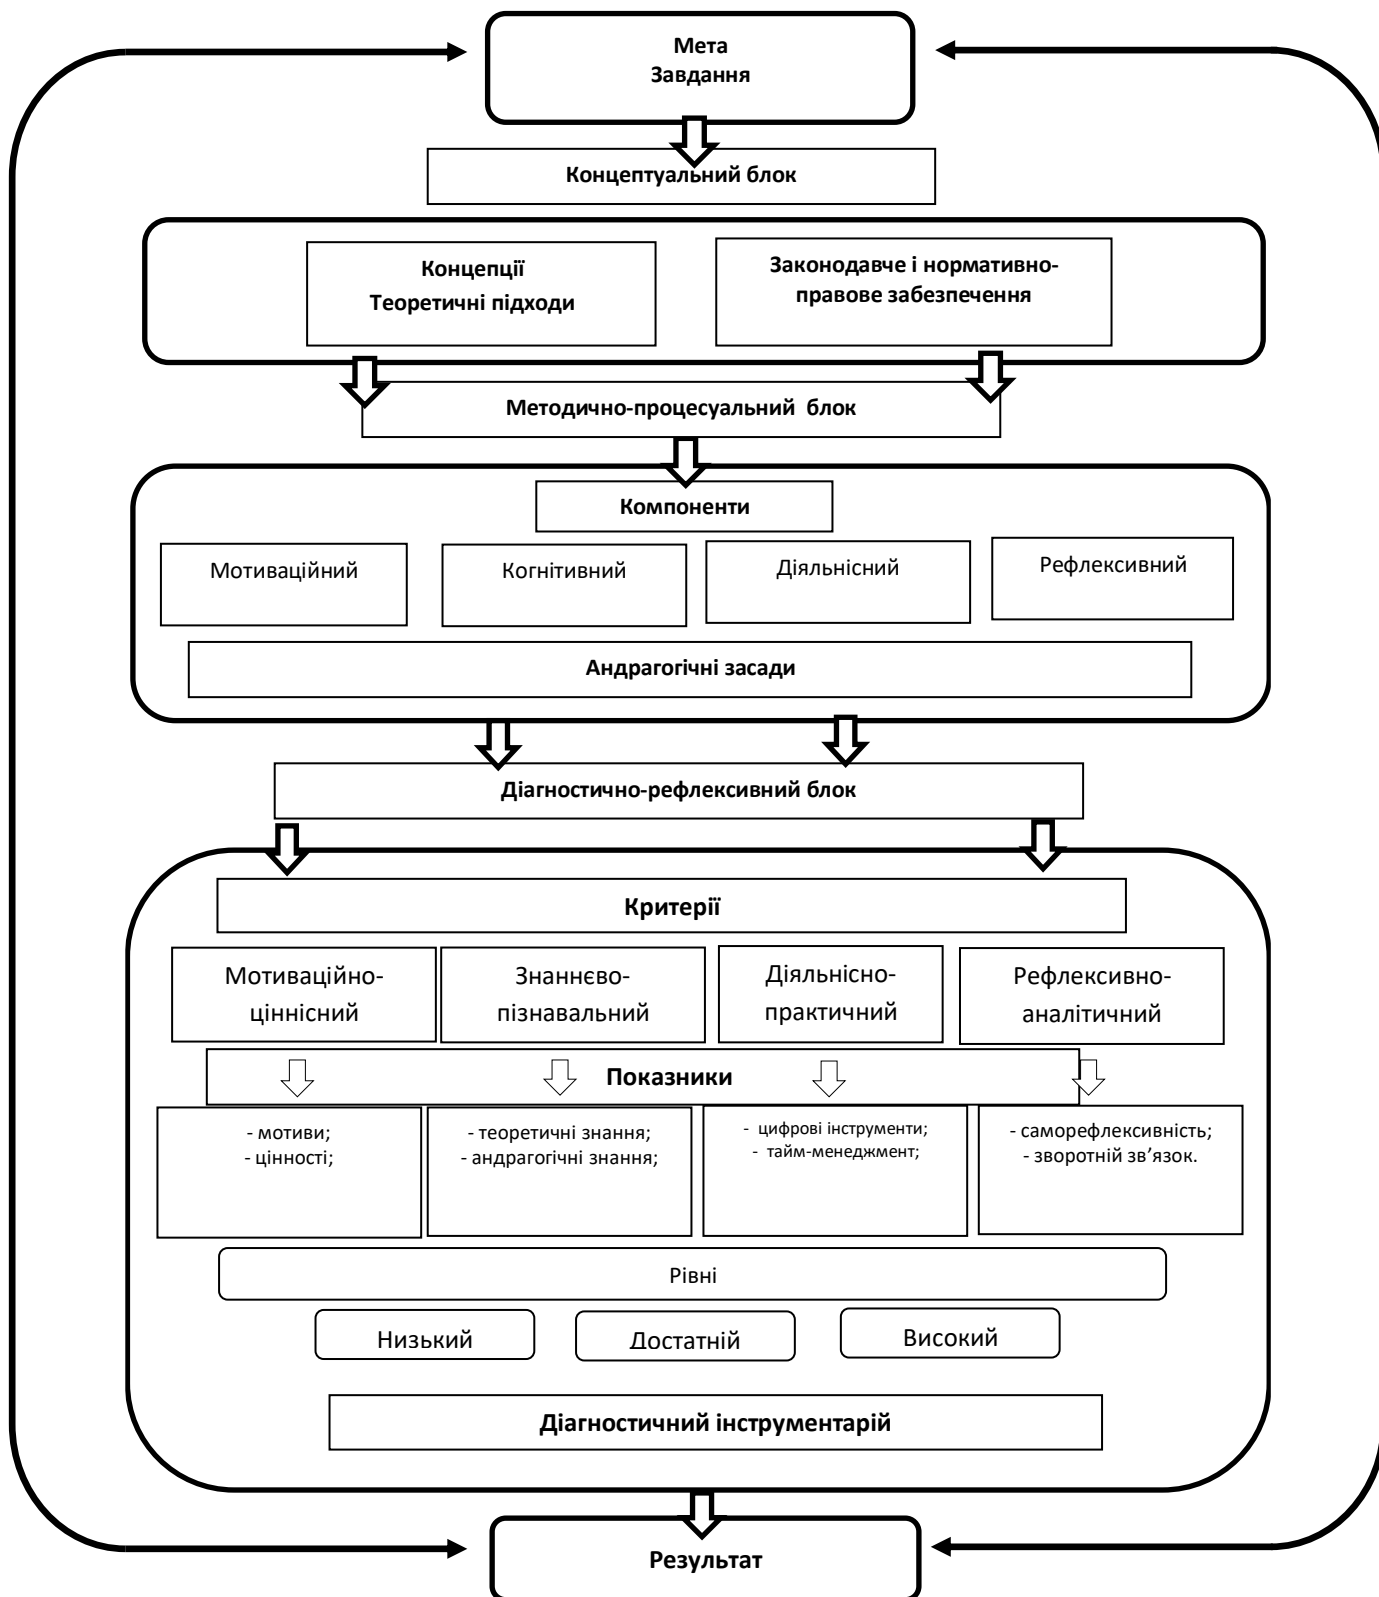 Мета
Завдання
Концептуальний блок
Концепції
Теоретичні підходи
Законодавче і нормативно-
правове забезпечення
Методично-процесуальний блок
Компоненти
Мотиваційний
Когнітивний
Діяльнісний
Рефлексивний
Андрагогічні засади
Діагностично-рефлексивний блок
Критерії
Мотиваційно-
ціннісний
Знаннєво-
пізнавальний
Діяльнісно-
практичний
Рефлексивно-
аналітичний
Показники
- мотиви;
- цінності;
- теоретичні знання;
- андрагогічні знання;
- цифрові інструменти;
- тайм-менеджмент;
- саморефлексивність;
- зворотній зв’язок.
Рівні
Низький
Достатній
Високий
Діагностичний інструментарій
Результат